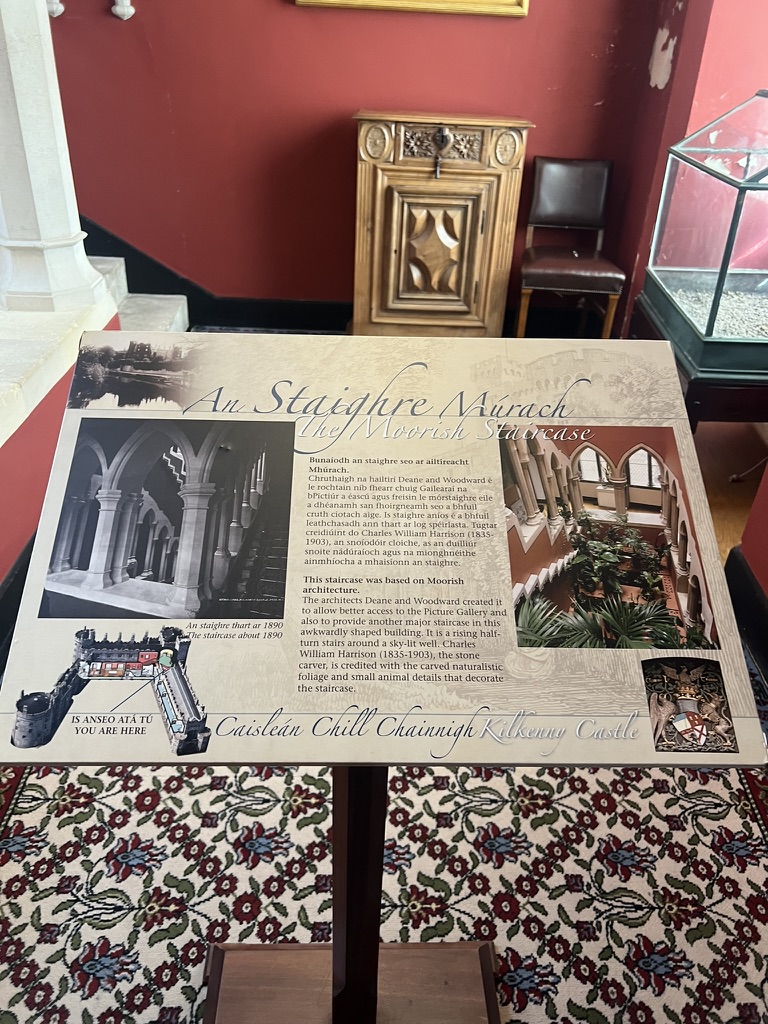 An Staighre Múrach
The Moorish Staircase
Bunaíodh an staighre seo ar ailtireacht
Mhúrach.
Chruthaigh na hailtirí Deane and Woodward é
le rochtain níb fhearr chuig Gailearaí na
bPictiúr a éascú agus freisin le mórstaighre eile
a dhéanamh san fhoirgneamh seo a bhfuil
cruth ciotach aige. Is staighre aníos é a bhfuil
leathchasadh ann thart ar log spéirlasta. Tugtar
creidiúint do Charles William Harrison (1835-
1903), an snoíodóir cloiche, as an duilliúr
snoite nádúraíoch agus na mionghnéithe
ainmhíocha a mhaisíonn an staighre.
This staircase was based on Moorish
architecture.
The architects Deane and Woodward created it
to allow better access to the Picture Gallery and
also to provide another major staircase in this
awkwardly shaped building. It is a rising half-
turn stairs around a sky-lit well. Charles
William Harrison (1835-1903), the stone
carver, is credited with the carved naturalistic
foliage and small animal details that decorate
the staircase.
An staighre thart ar 1890
The staircase about 1890
IS ANSEO ATÁ TÚ
YOU ARE HERE
Caisleán Chill Chainnigh Kilkenny Castle